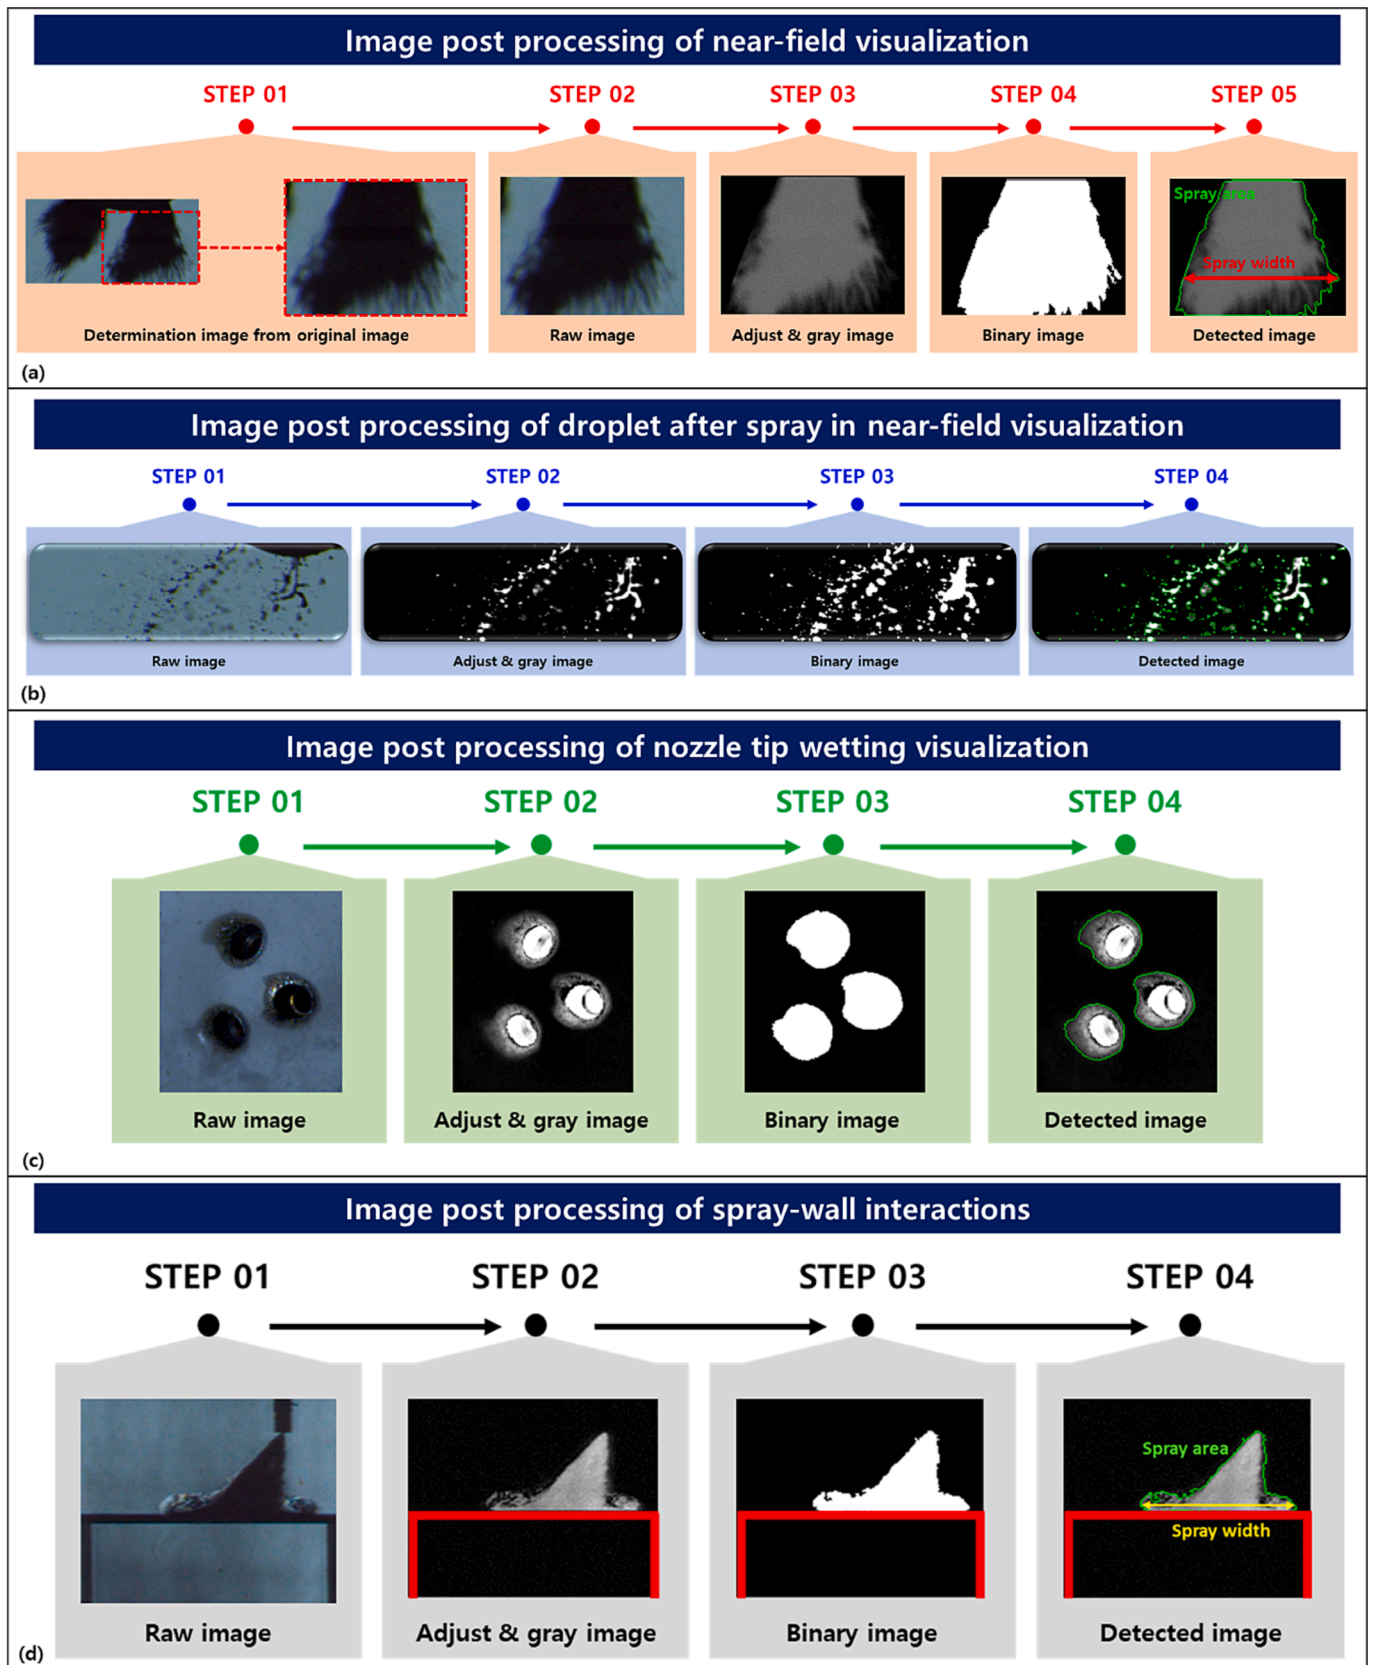 Image post processing of near-field visualization
STEP 01
STEP 02
STEP 03
STEP 04
STEP 05
Spray area
Spray width
Determination image from original image
Raw image
Adjust & gray image
Binary image
Detected image
(a)
Image post processing of droplet after spray in near-field visualization
STEP 01
STEP 02
STEP 03
STEP 04
Raw image
Adjust & gray image
Binary image
Detected image
(b)
Image post processing of nozzle tip wetting visualization
STEP 01
STEP 02
STEP 03
STEP 04
Raw image
Adjust & gray image
Binary image
Detected image
(c)
Image post processing of spray-wall interactions
STEP 01
STEP 02
STEP 03
STEP 04
Spray area
Spray width
Raw image
Adjust & gray image
Binary image
Detected image
(d)